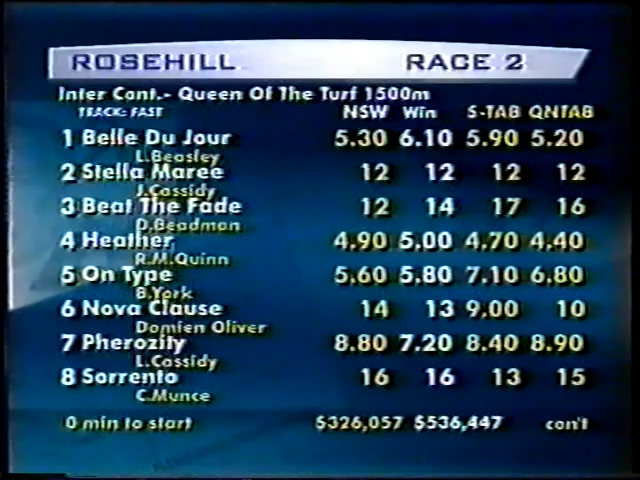 ROSEHILL RACE 2
Inter Cont.- Queen Of The Turf 1500m
TRACK: FAST NSW Win S-TAB QNTAB
1 Belle Du Jour 5.30 6.10 5.90 5.20
L.Beasley
2 Stella Maree 12 12 12 12
J.Cassidy
3 Beat The Fade 12 14 17 16
D.Beadman
4 Heather 4.90 5.00 4.70 4.40
R.M.Quinn
5 On Type 5.60 5.80 7.10 6.80
B.York
6 Nova Clause 14 13 9.00 10
Damien Oliver
7 Pherozity 8.80 7.20 8.40 8.90
L.Cassidy
8 Sorrento 16 16 13 15
C.Munce
0 min to start $326,057 $536,447 con't